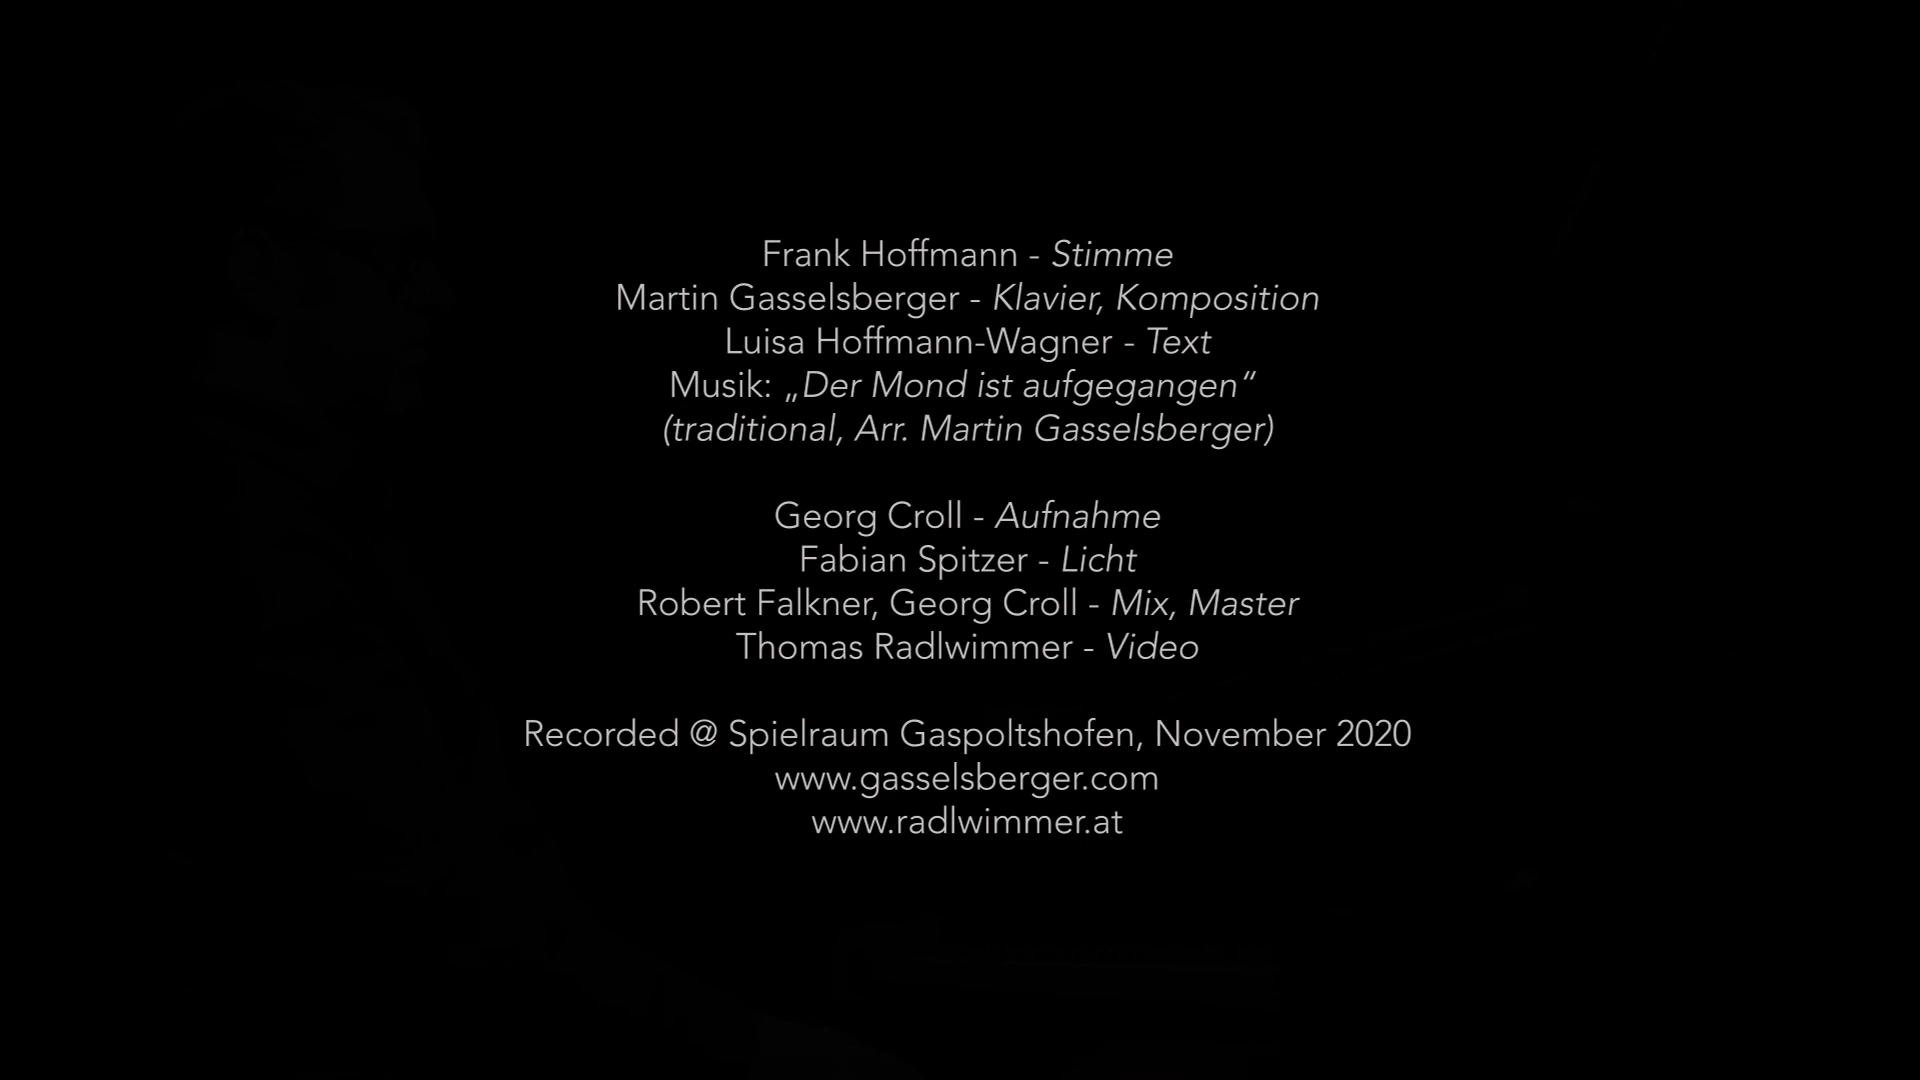 Frank Hoffmann - Stimme
Martin Gasselsberger - Klavier, Komposition
Luisa Hoffmann-Wagner - Text
Musik: „Der Mond ist aufgegangen“
(traditional, Arr. Martin Gasselsberger)
Georg Croll - Aufnahme
Fabian Spitzer - Licht
Robert Falkner, Georg Croll - Mix, Master
Thomas Radlwimmer - Video
Recorded @ Spielraum Gaspoltshofen, November 2020
www.gasselsberger.com
www.radlwimmer.at